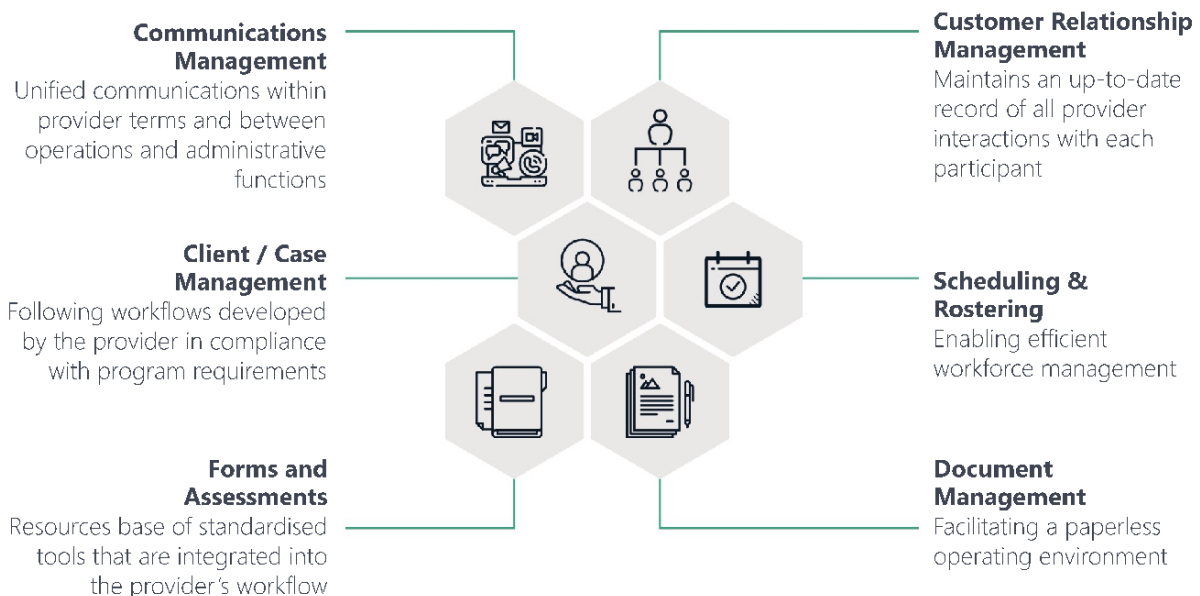 Communications
Management
Unified communications within
provider terms and between
operations and administrative
functions
Customer Relationship
Management
Maintains an up-to-date
record of all provider
interactions with each
participant
Client / Case
Management
Following workflows developed
by the provider in compliance
with program requirements
Scheduling &
Rostering
Enabling efficient
workforce management
Forms and
Assessments
Resources base of standardised
tools that are integrated into
the provider's workflow
Document
Management
Facilitating a paperless
operating environment